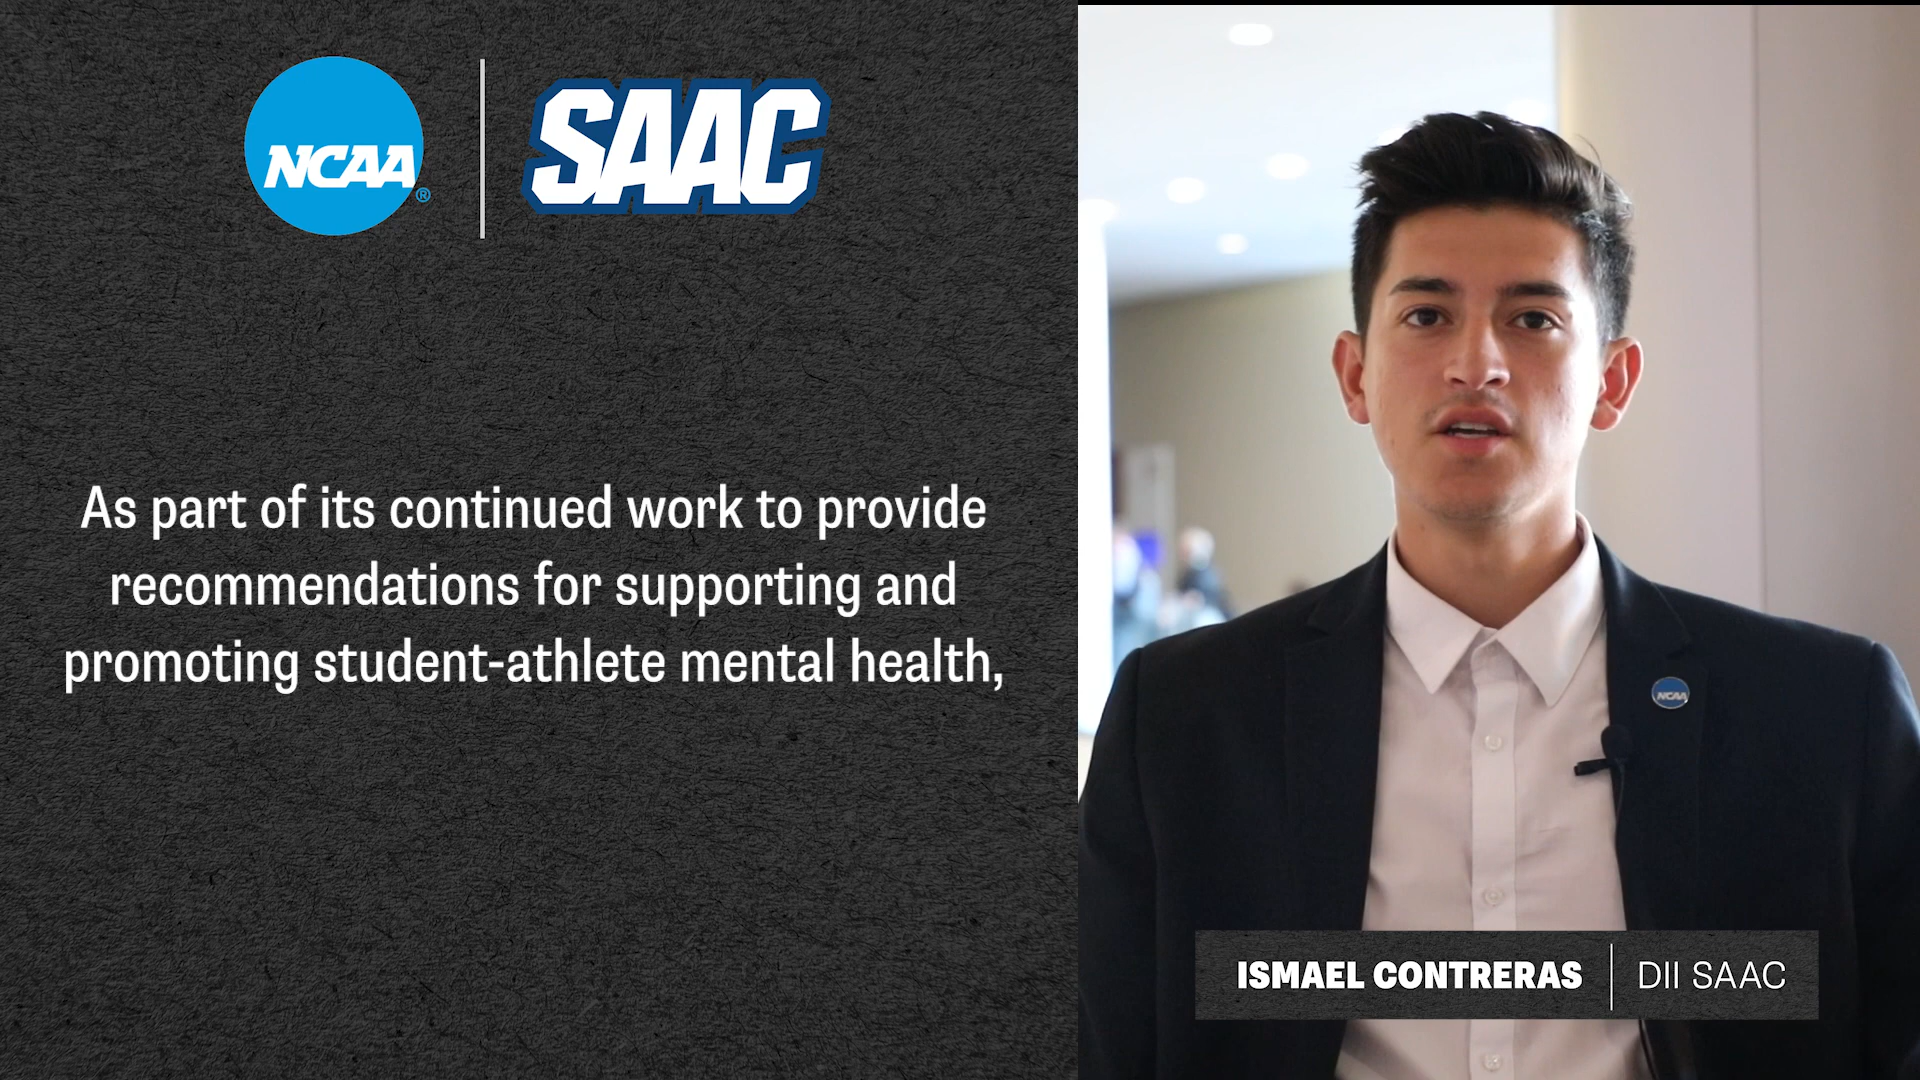 NCAA®
SAAC
As part of its continued work to provide
recommendations for supporting and
promoting student-athlete mental health,
NCAA
ISMAEL CONTRERAS | DII SAAC